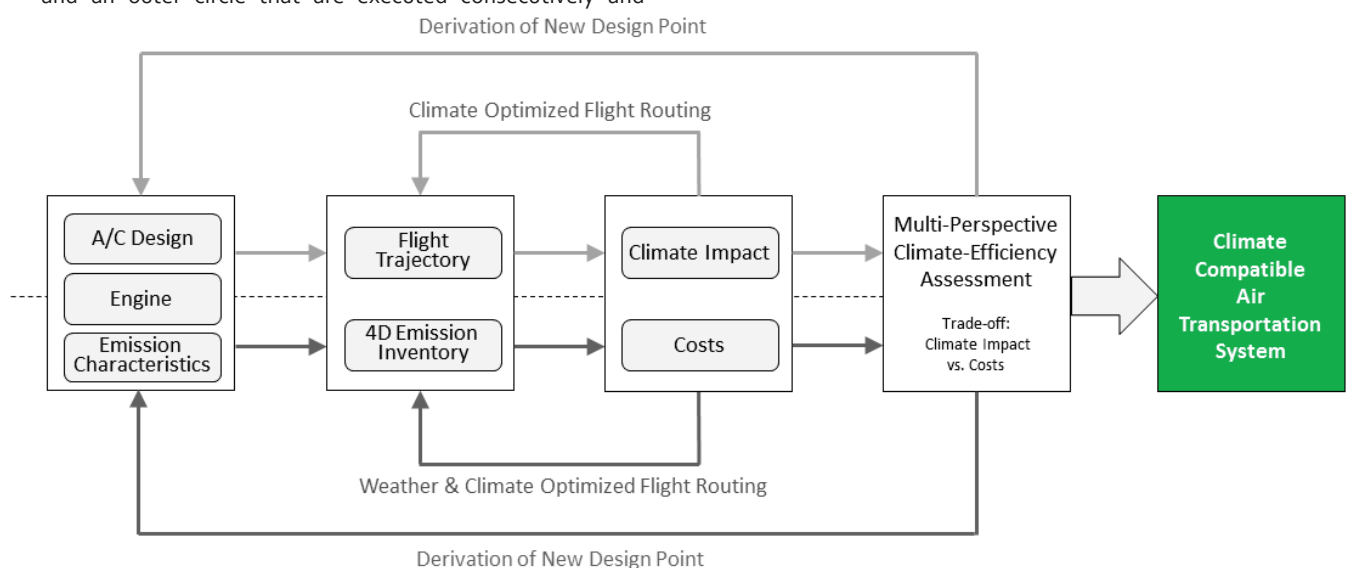 and an outer circle that are executed consecutively and
Derivation of New Design Point
Climate Optimized Flight Routing
A/C Design
Engine
Emission
Characteristics
Flight
Trajectory
4D Emission
Inventory
Climate Impact
Costs
Multi-Perspective
Climate-Efficiency
Assessment
Trade-off:
Climate Impact
vs. Costs
Climate
Compatible
Air
Transportation
System
Weather & Climate Optimized Flight Routing
Derivation of New Design Point